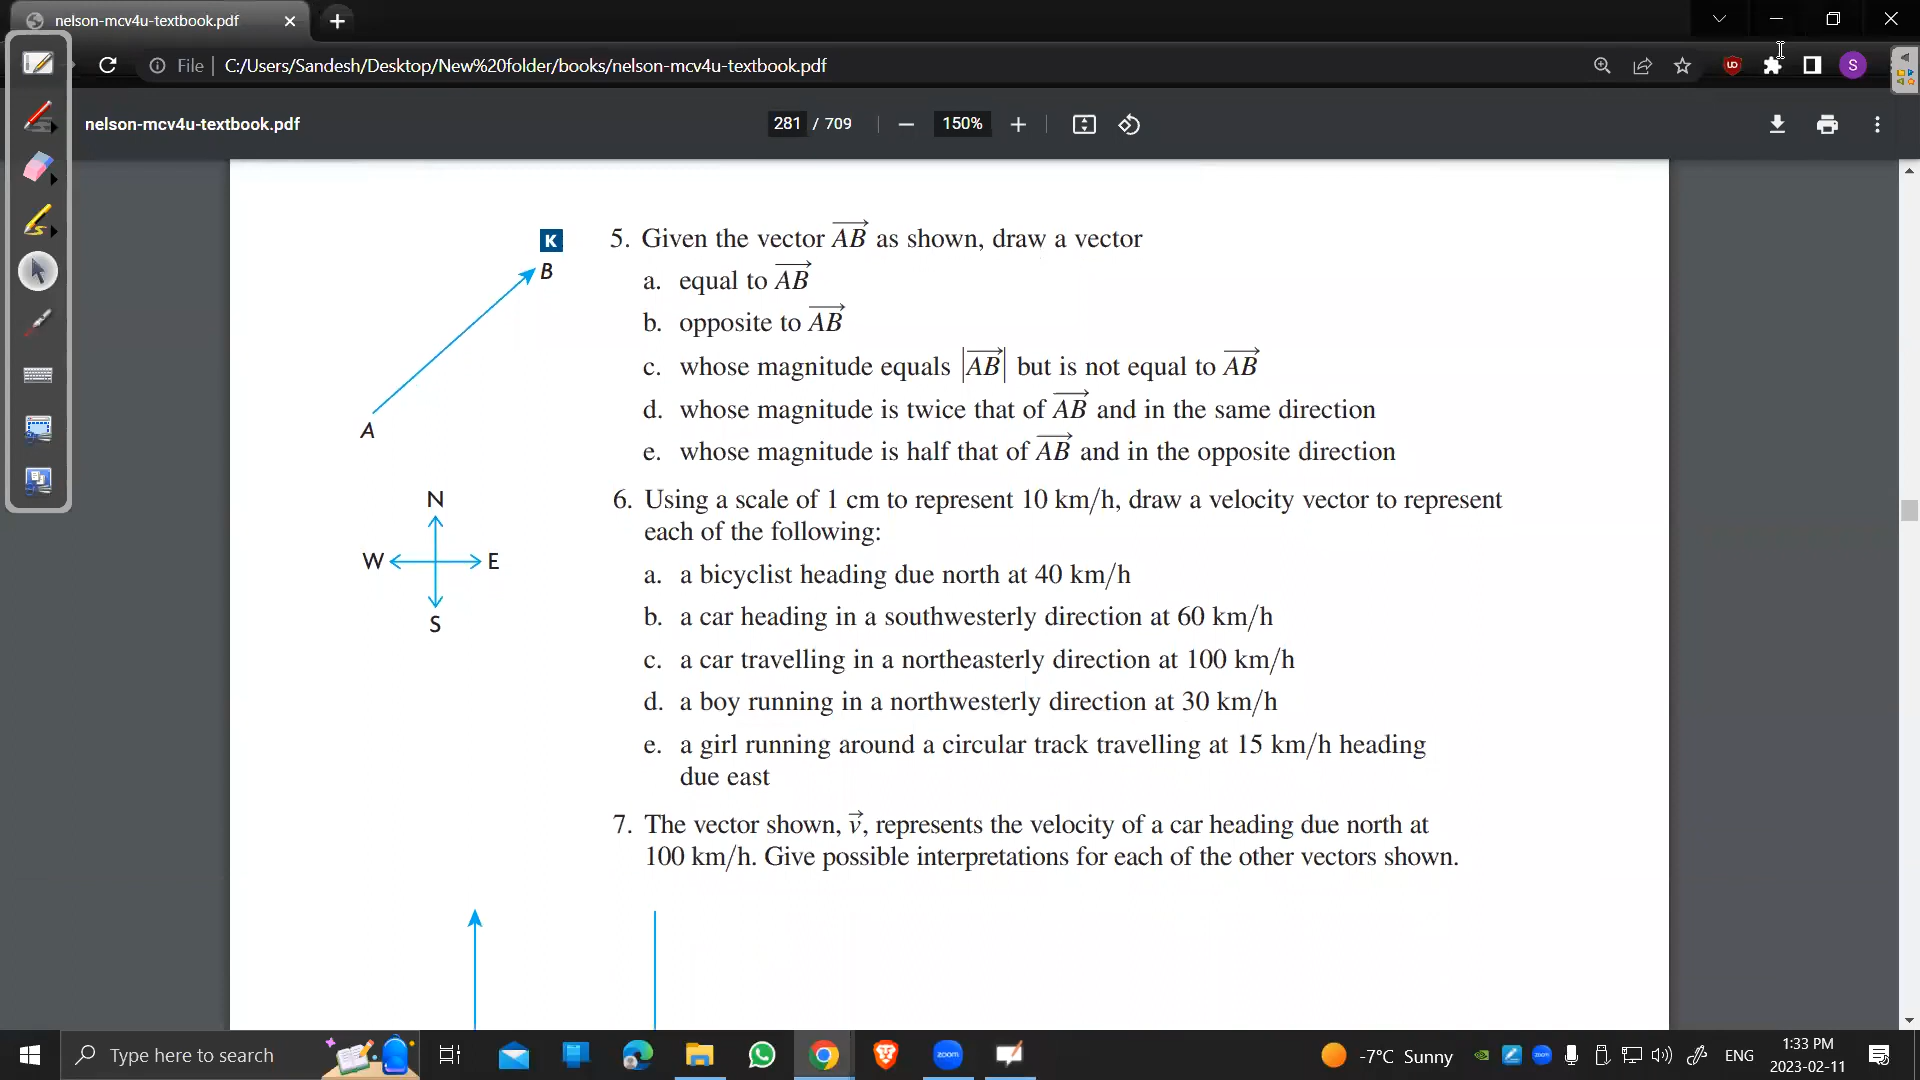 nelson-mcv4u-textbook.pdf
File
C:/Users/Sandesh/Desktop/New%20folder/books/nelson-mcv4u-textbook.pdf
UD
S
nelson-mcv4u-textbook.pdf
281 / 709
150%
K
5. Given the vector AB as shown, draw a vector
a. equal to AB
b. opposite to AB
c. whose magnitude equals |AB| but is not equal to AB
d. whose magnitude is twice that of AB and in the same direction
e. whose magnitude is half that of AB and in the opposite direction
B
A
N
W E
S
6. Using a scale of 1 cm to represent 10 km/h, draw a velocity vector to represent
each of the following:
a. a bicyclist heading due north at 40 km/h
b. a car heading in a southwesterly direction at 60 km/h
c. a car travelling in a northeasterly direction at 100 km/h
d. a boy running in a northwesterly direction at 30 km/h
e. a girl running around a circular track travelling at 15 km/h heading
due east
7. The vector shown, v, represents the velocity of a car heading due north at
100 km/h. Give possible interpretations for each of the other vectors shown.
Type here to search
zoom
-7°C Sunny
zoom
ENG
1:33 PM
2023-02-11